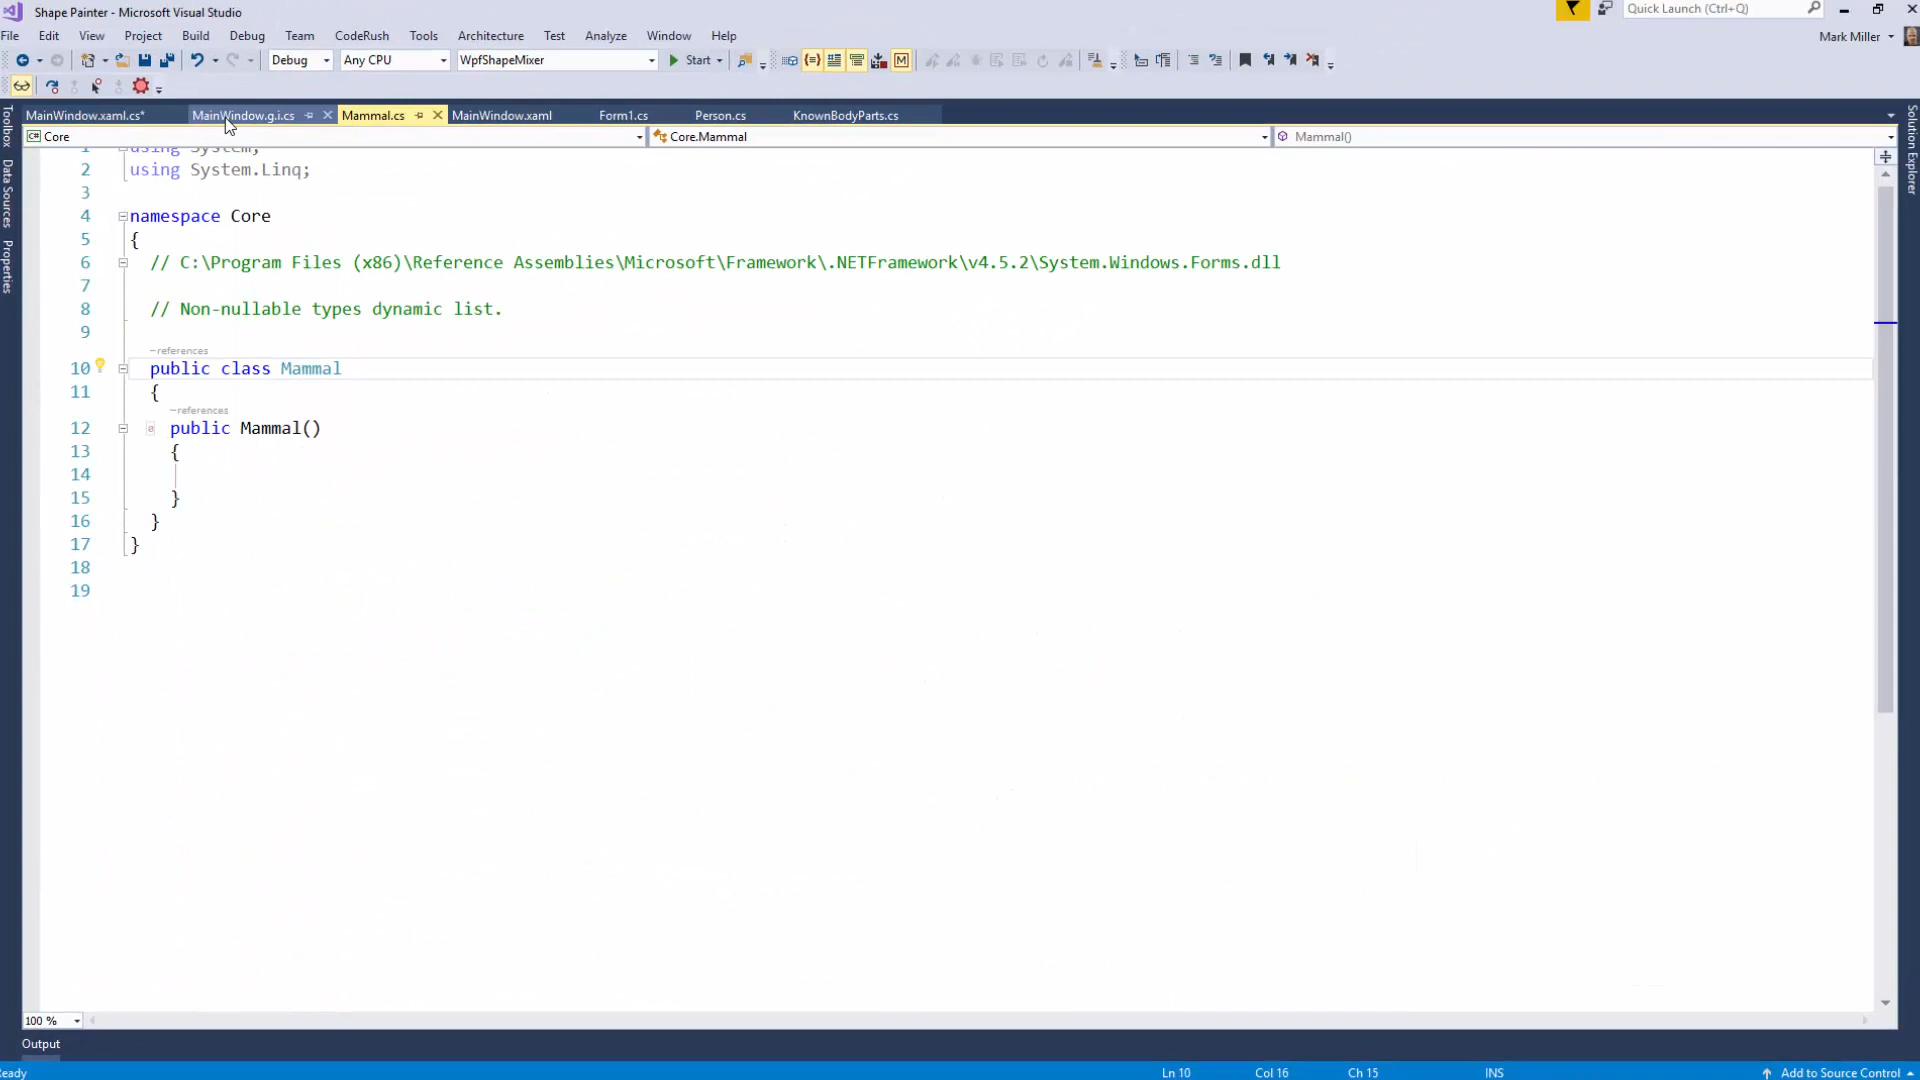 Shape Painter - Microsoft Visual Studio
Quick Launch (Ctrl+Q)
File Edit View Project Build Debug Team CodeRush Tools Architecture Test Analyze Window Help
Mark Miller
Debug Any CPU WpfShapeMixer Start
MainWindow.xaml.cs* MainWindow.g.i.cs Mammal.cs MainWindow.xaml Form1.cs Person.cs KnownBodyParts.cs
Core Core.Mammal Mammal()
Toolbox
Data Sources
Properties
Solution Explorer
1 using System;
2 using System.Linq;
3
4 namespace Core
5 {
6 // C:\Program Files (x86)\Reference Assemblies\Microsoft\Framework\.NETFramework\v4.5.2\System.Windows.Forms.dll
7
8 // Non-nullable types dynamic list.
9
–references
10 public class Mammal
11 {
–references
12 public Mammal()
13 {
14
15 }
16 }
17 }
18
19
100 %
Output
Ready Ln 10 Col 16 Ch 15 INS Add to Source Control